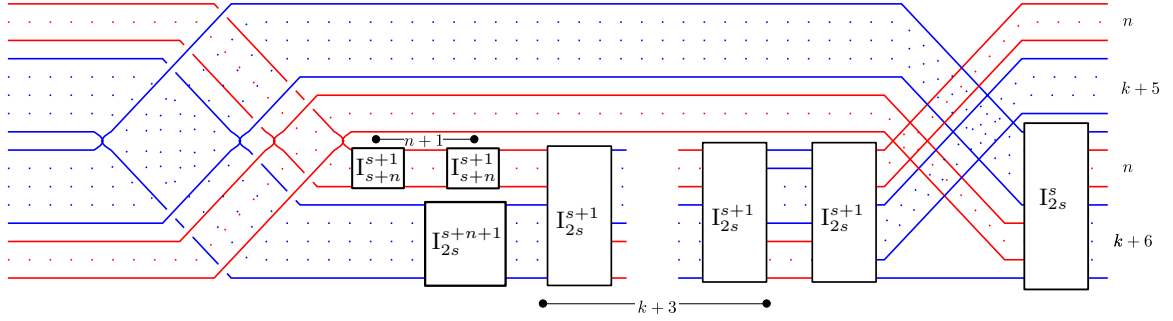 n
k + 5
n + 1
I^{s+1}_{s+n} I^{s+1}_{s+n}
n
I^{s}_{2s}
I^{s+1}_{2s} I^{s+1}_{2s} I^{s+1}_{2s}
I^{s+n+1}_{2s}
k + 6
k + 3